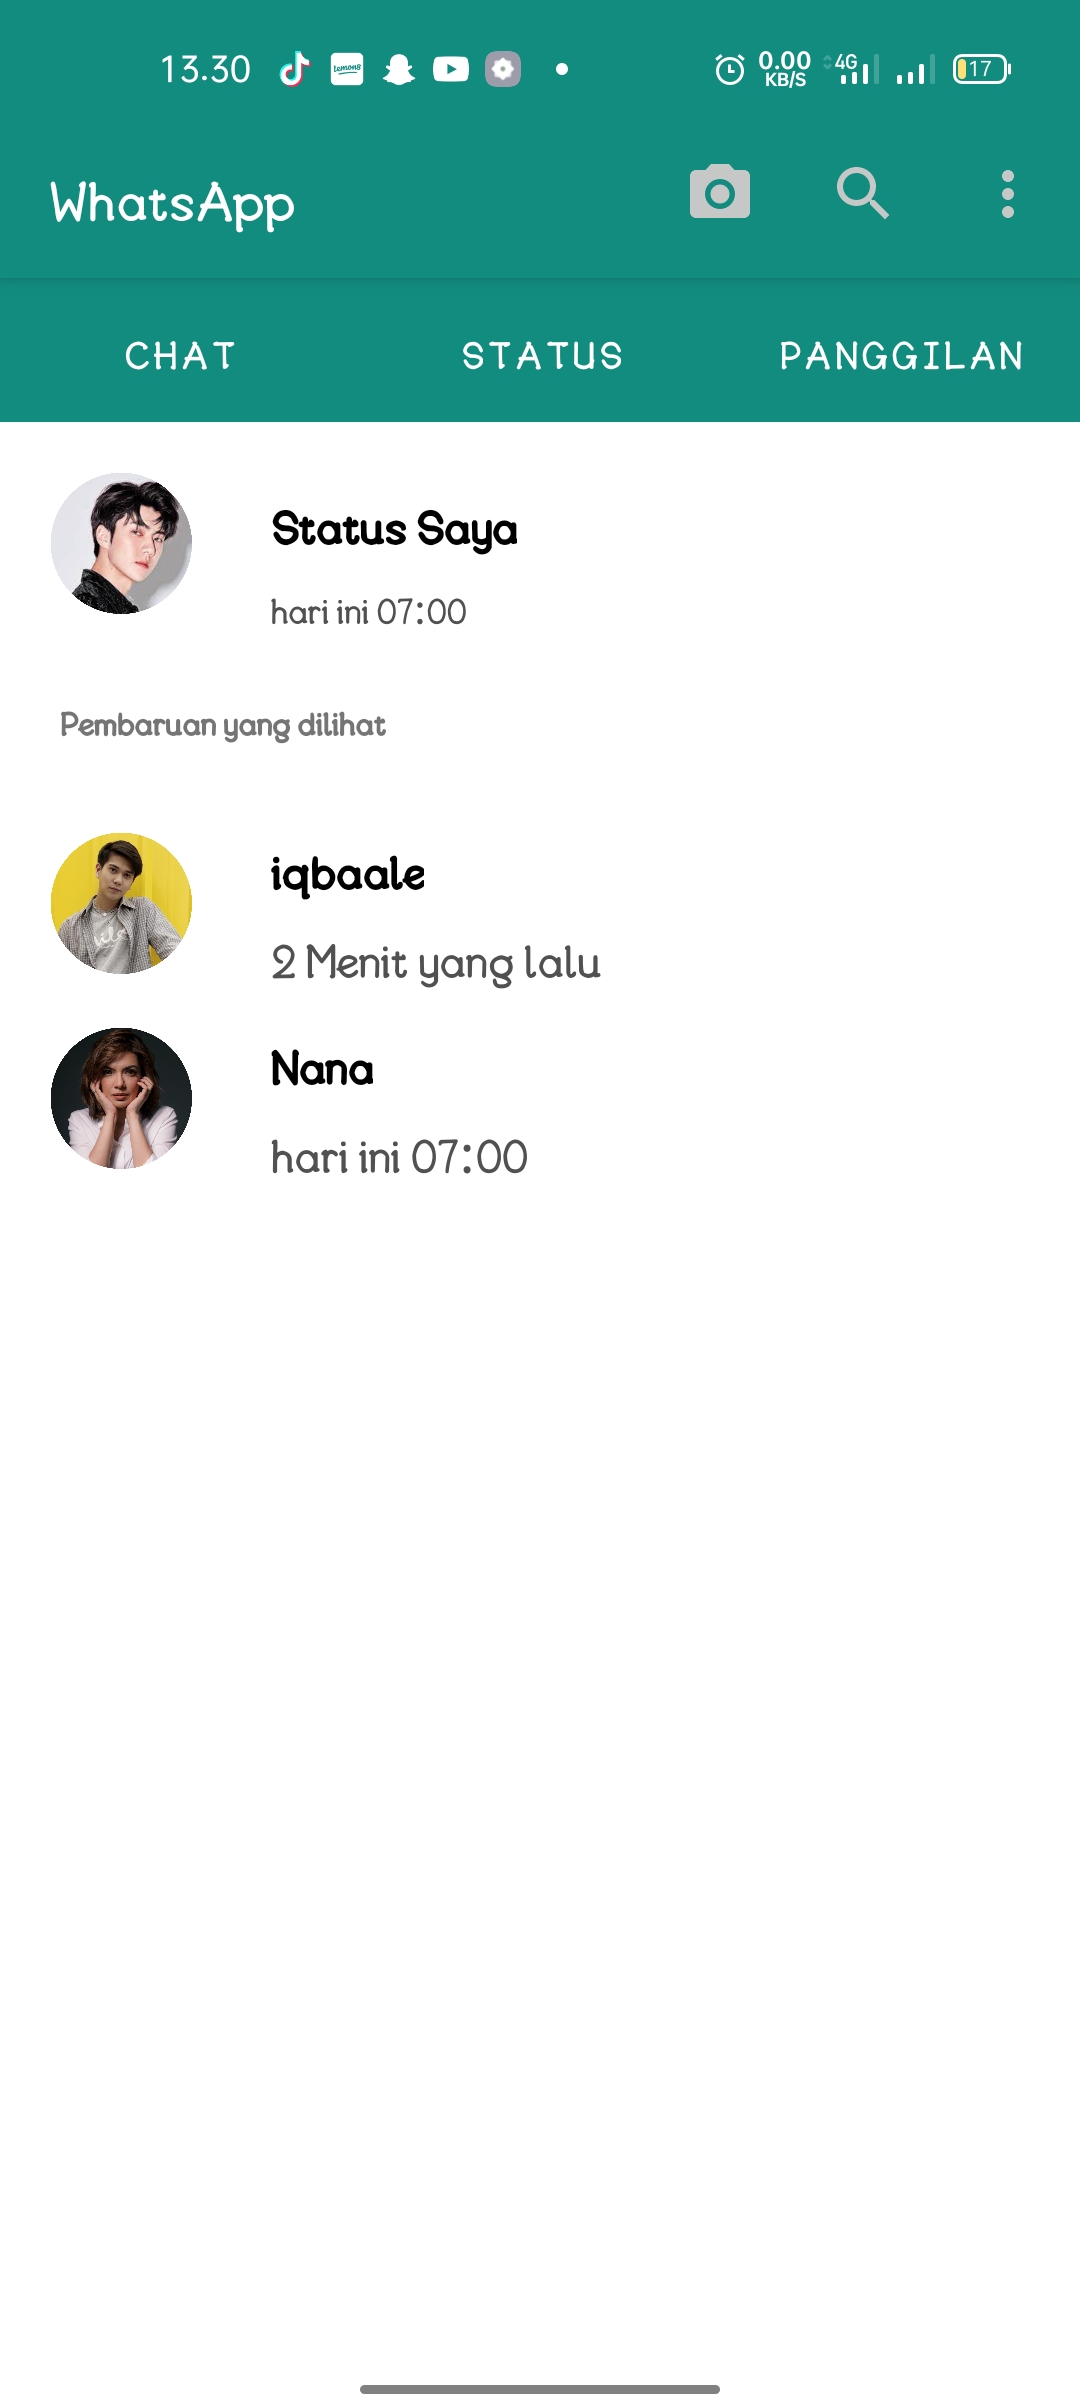 13.30 Lemon8 0.00 KB/S 4G 17
WhatsApp
CHAT STATUS PANGGILAN
Status Saya
hari ini 07:00
Pembaruan yang dilihat
iqbaale
2 Menit yang lalu
Nana
hari ini 07:00